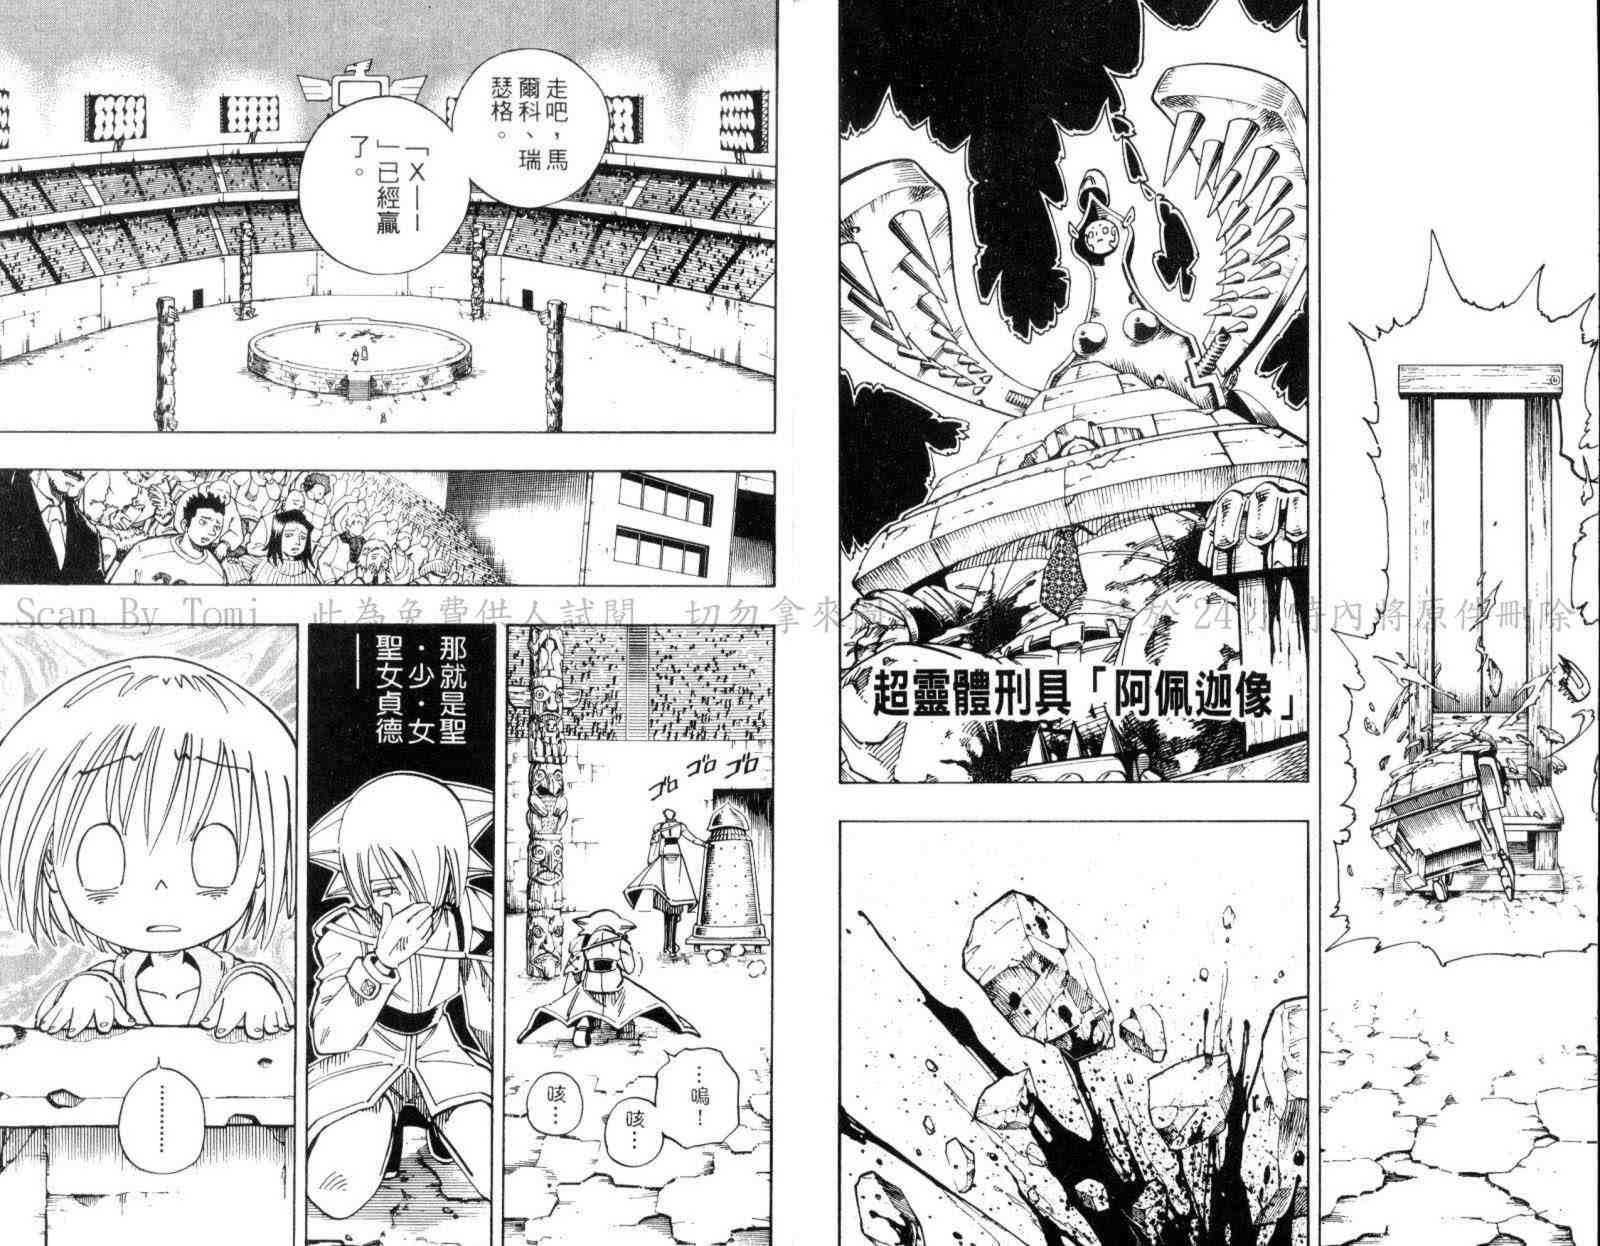 超靈體刑具「阿佩迦像」
走吧，馬
爾科、瑞
瑟格。
「X——
」已經贏
了。
ゴロ
ゴロ
ゴロ
…嗚！
咳…
咳…
那就是聖
．少．女
聖女貞德
——
………
Scan By Tomi 此為免費供人試閱 切勿拿來
於24小時內將原件刪除